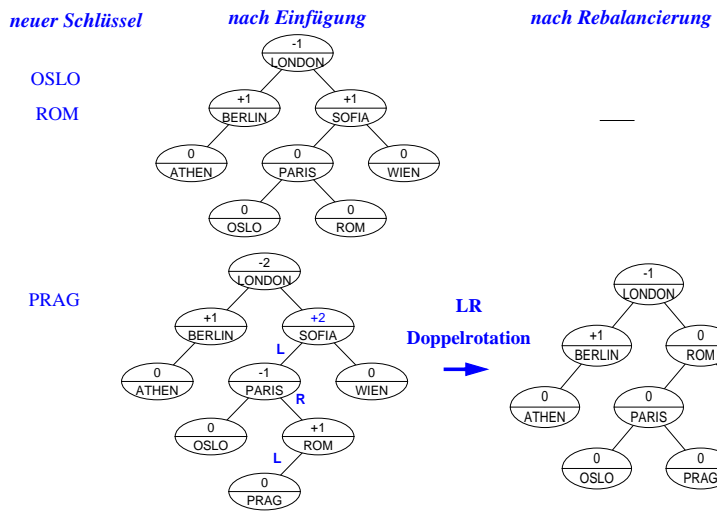 neuer Schlüssel nach Einfügung nach Rebalancierung
-1
LONDON
OSLO
+1 +1
ROM
BERLIN SOFIA
0 0 0
ATHEN PARIS WIEN
0 0
OSLO ROM
-2
LONDON
-1
LONDON
PRAG
+1 +2
BERLIN SOFIA
LR
Doppelrotation
+1 0
BERLIN ROM
L
0 -1 0
ATHEN PARIS WIEN
R
0 0
ATHEN PARIS
0 +1
OSLO ROM
L
0 0
OSLO PRAG
0
PRAG